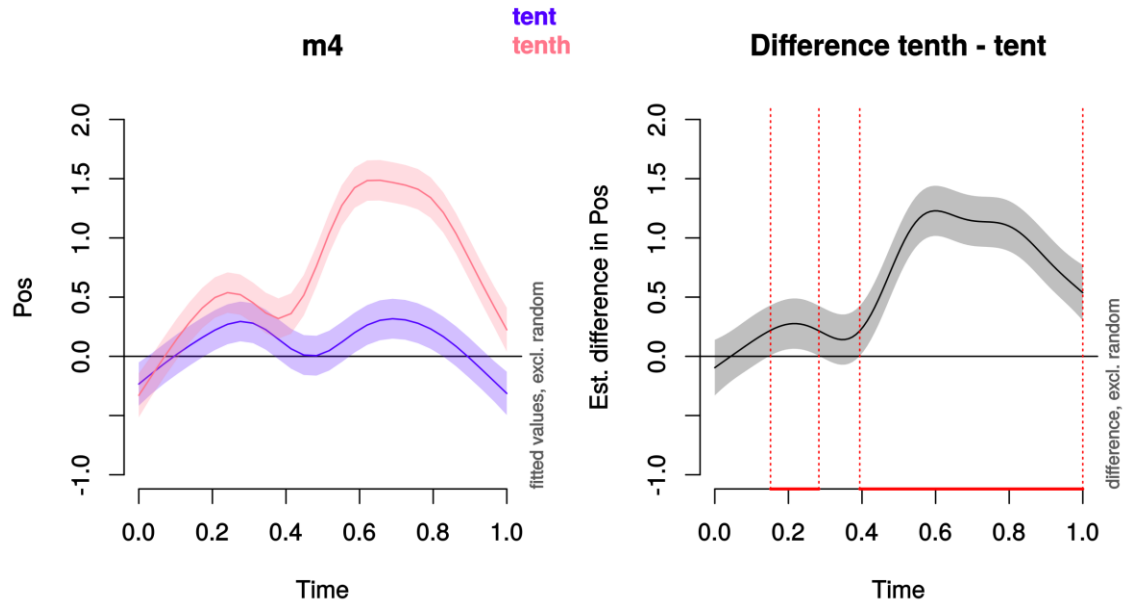 tent
tenth
m4
Pos
2.0
1.5
1.0
0.5
0.0
-1.0
0.0 0.2 0.4 0.6 0.8 1.0
Time
fitted values, excl. random
Difference tenth - tent
Est. difference in Pos
2.0
1.5
1.0
0.5
0.0
-1.0
0.0 0.2 0.4 0.6 0.8 1.0
Time
difference, excl. random